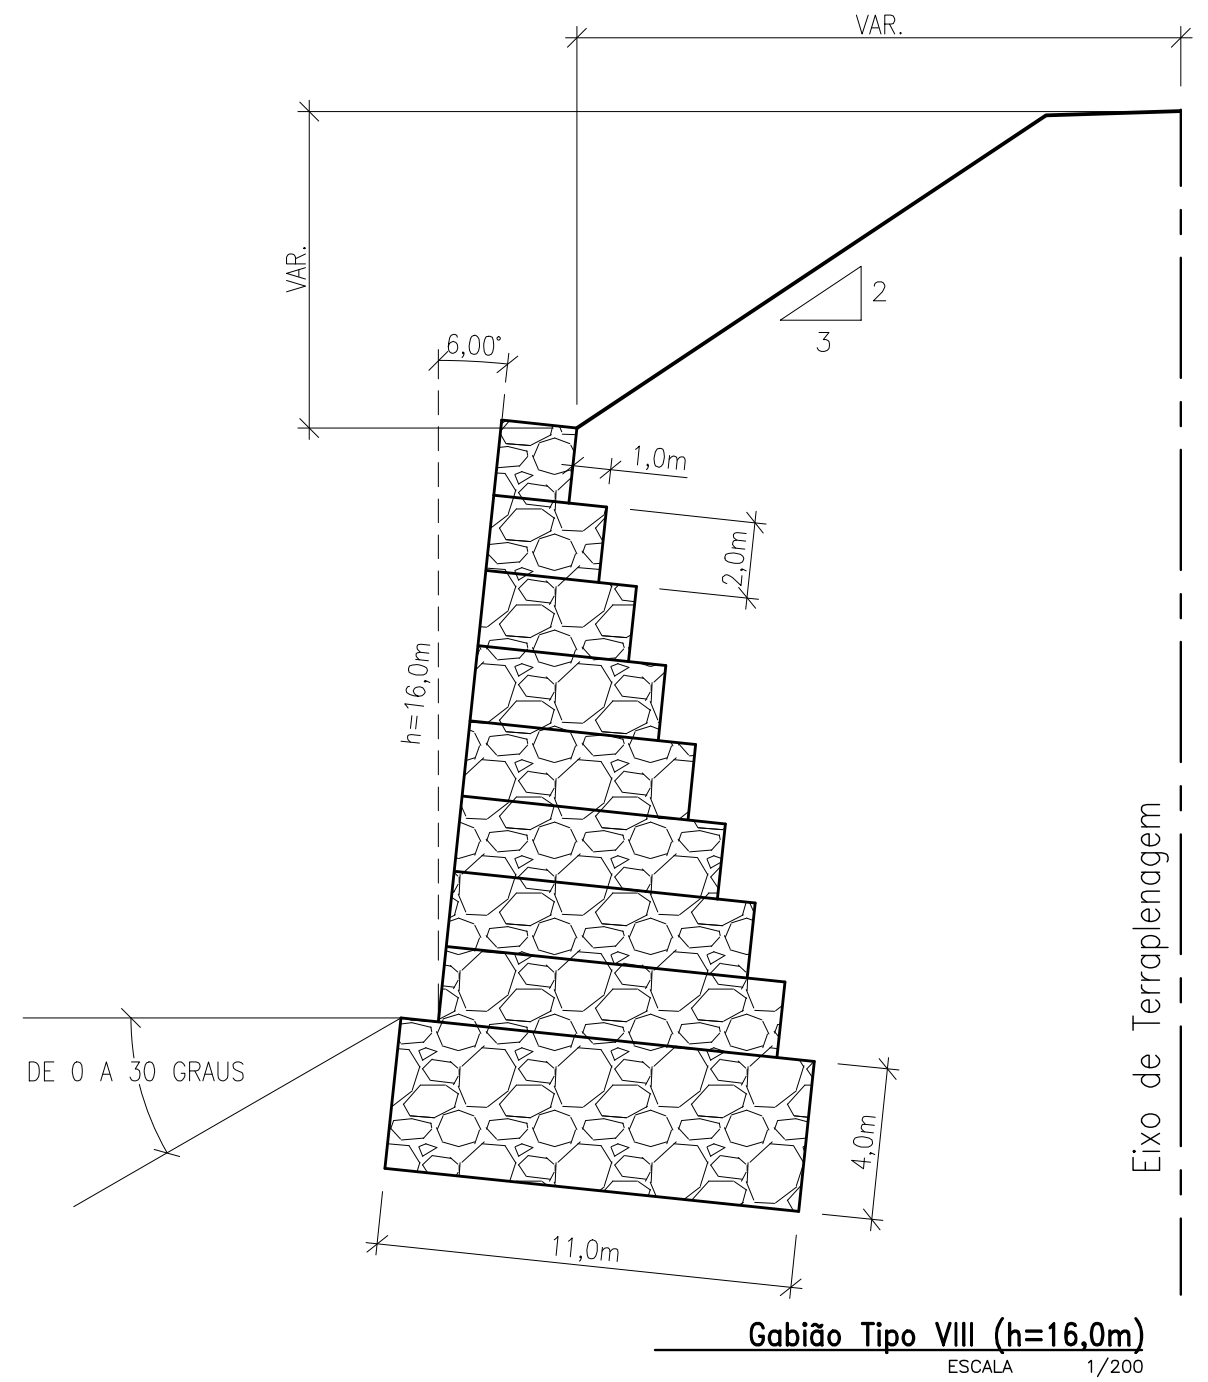 VAR.
VAR.
2
3
6,00°
1,0m
2,0m
h=16,0m
Eixo de Terraplenagem
DE 0 A 30 GRAUS
4,0m
11,0m
Gabião Tipo VIII (h=16,0m)
ESCALA 1/200